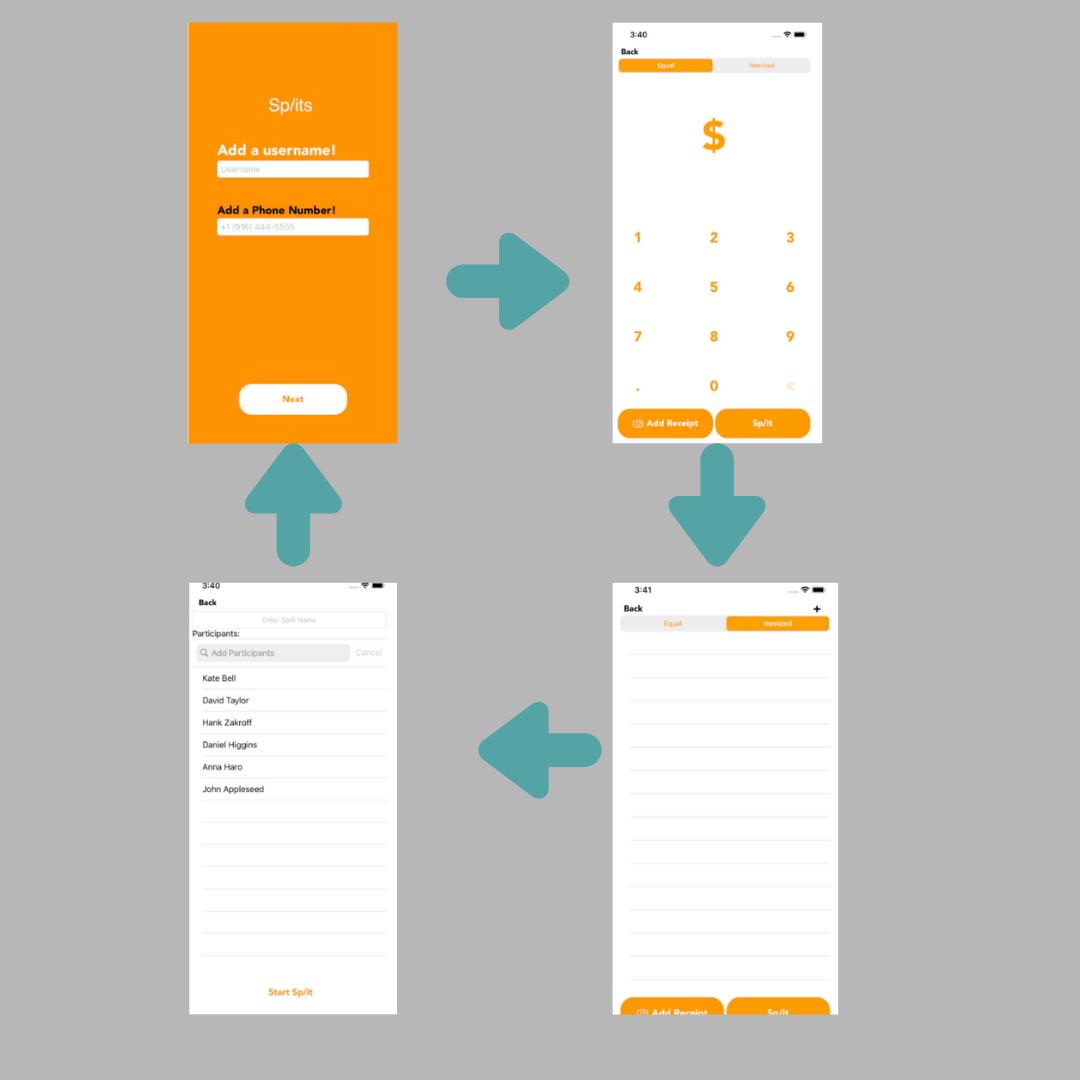 Sp/its
Add a username!
Username
Add a Phone Number!
+1 (916) 444-5555
Next
3:40
Back
Equal Itemized
$
1 2 3
4 5 6
7 8 9
. 0 «
Add Receipt Sp/it
3:40
Back
Enter Split Name
Participants:
Add Participants Cancel
Kate Bell
David Taylor
Hank Zakroff
Daniel Higgins
Anna Haro
John Appleseed
Start Sp/it
3:41
Back +
Equal Itemized
Add Receipt Sp/it